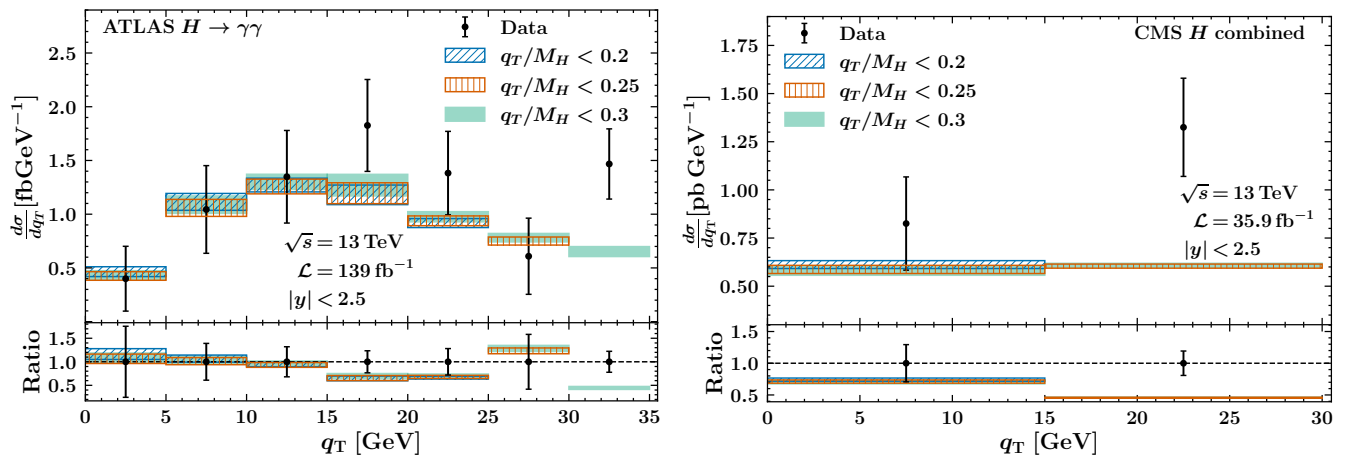 ATLAS H → γγ
Data
q_T/M_H < 0.2
q_T/M_H < 0.25
q_T/M_H < 0.3
dσ/dq_T [fbGeV⁻¹]
2.5
2.0
1.5
1.0
0.5
√s = 13 TeV
ℒ = 139 fb⁻¹
|y| < 2.5
Ratio
1.5
1.0
0.5
0 5 10 15 20 25 30 35
q_T [GeV]
CMS H combined
Data
q_T/M_H < 0.2
q_T/M_H < 0.25
q_T/M_H < 0.3
dσ/dq_T [pb GeV⁻¹]
1.75
1.50
1.25
1.00
0.75
0.50
√s = 13 TeV
ℒ = 35.9 fb⁻¹
|y| < 2.5
Ratio
1.5
1.0
0.5
0 5 10 15 20 25 30
q_T [GeV]